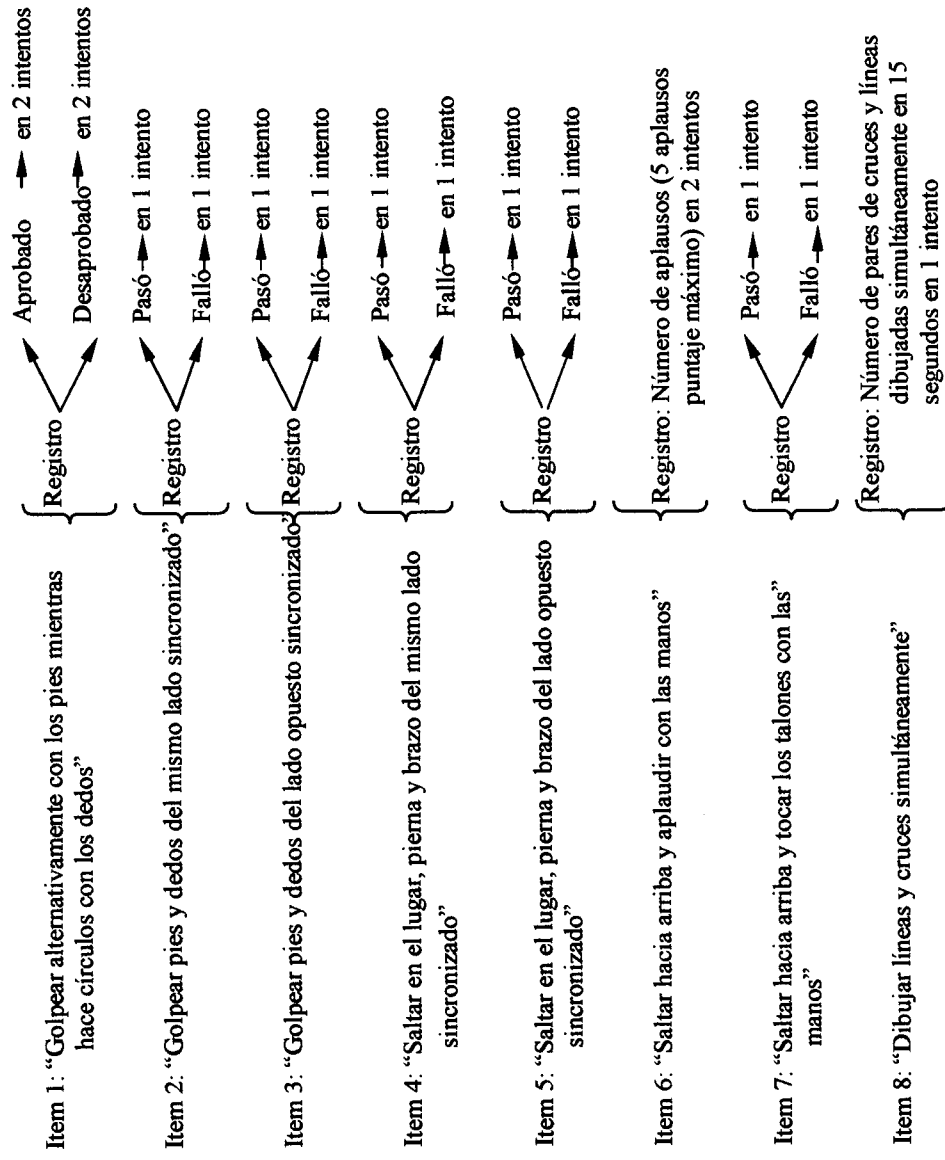 Item 1: “Golpear alternativamente con los pies mientras
hace círculos con los dedos”
Registro
Aprobado → en 2 intentos
Desaprobado → en 2 intentos
Item 2: “Golpear pies y dedos del mismo lado sincronizado”
Registro
Pasó → en 1 intento
Falló → en 1 intento
Item 3: “Golpear pies y dedos del lado opuesto sincronizado”
Registro
Pasó → en 1 intento
Falló → en 1 intento
Item 4: “Saltar en el lugar, pierna y brazo del mismo lado
sincronizado”
Registro
Pasó → en 1 intento
Falló → en 1 intento
Item 5: “Saltar en el lugar, pierna y brazo del lado opuesto
sincronizado”
Registro
Pasó → en 1 intento
Falló → en 1 intento
Item 6: “Saltar hacia arriba y aplaudir con las manos”
Registro: Número de aplausos (5 aplausos
puntaje máximo) en 2 intentos
Item 7: “Saltar hacia arriba y tocar los talones con las”
manos”
Registro
Pasó → en 1 intento
Falló → en 1 intento
Item 8: “Dibujar líneas y cruces simultáneamente”
Registro: Número de pares de cruces y líneas
dibujadas simultáneamente en 15
segundos en 1 intento